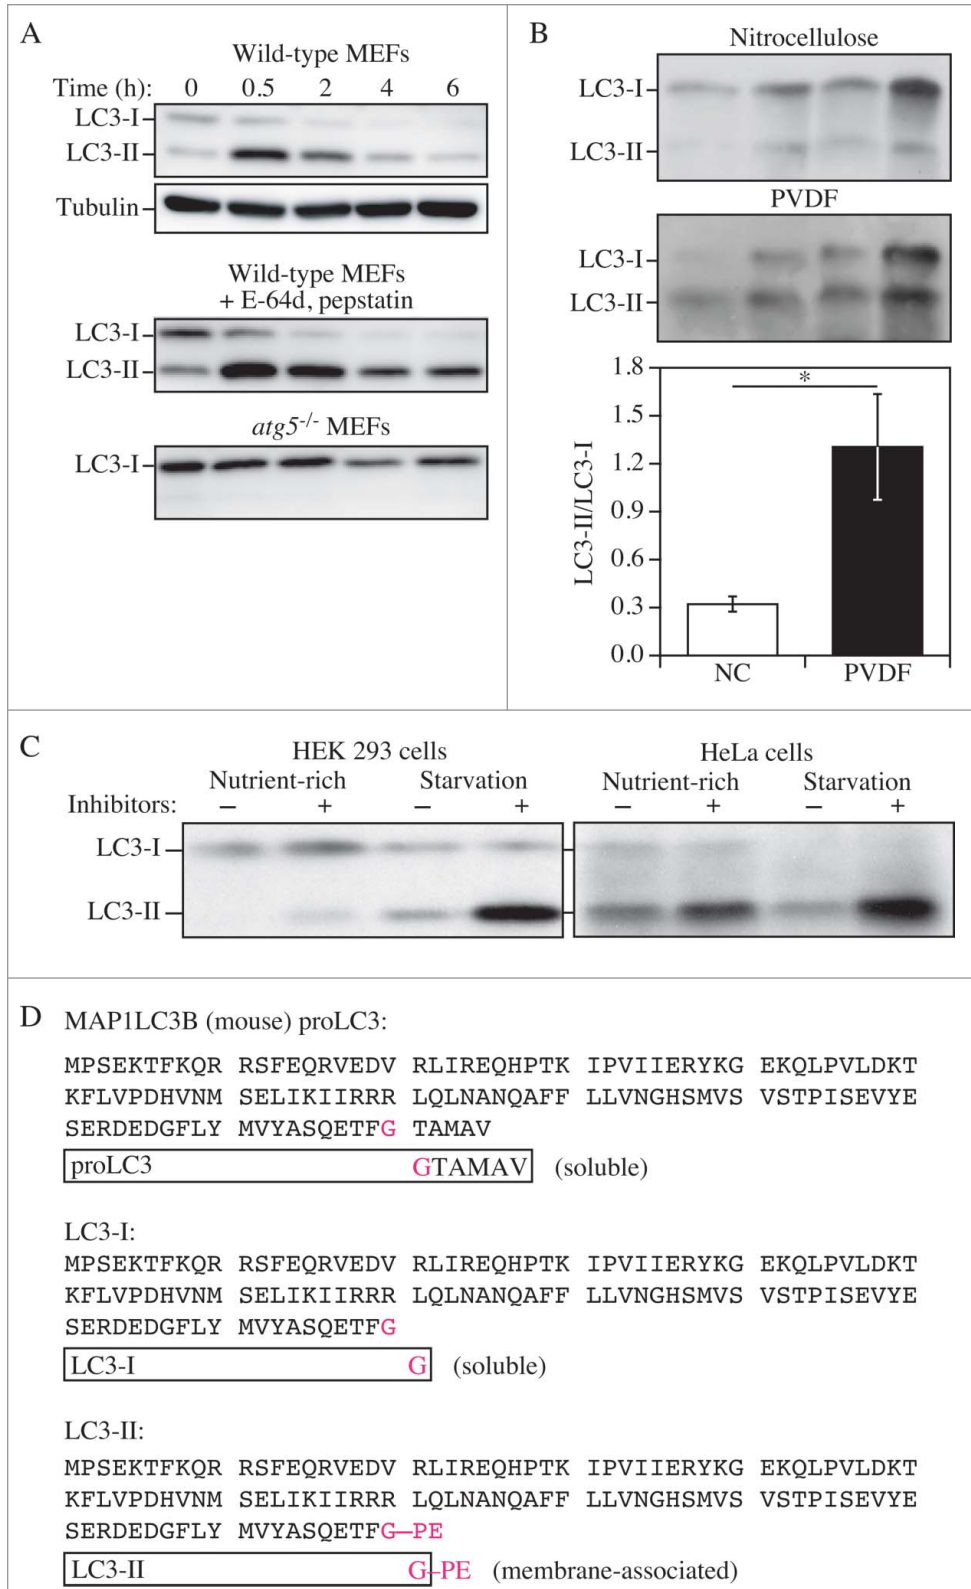 A
Wild-type MEFs
Time (h): 0 0.5 2 4 6
LC3-I
LC3-II
Tubulin
Wild-type MEFs
+ E-64d, pepstatin
LC3-I
LC3-II
atg5-/- MEFs
LC3-I
B
Nitrocellulose
LC3-I
LC3-II
PVDF
LC3-I
LC3-II
1.8
1.5
1.2
0.9
0.6
0.3
0.0
LC3-II/LC3-I
*
NC PVDF
C
HEK 293 cells HeLa cells
Nutrient-rich Starvation Nutrient-rich Starvation
Inhibitors: – + – + – + – +
LC3-I
LC3-II
D MAP1LC3B (mouse) proLC3:
MPSEKTFKQR RSFEQRVEDV RLIREQHPTK IPVIIERYKG EKQLPVLDKT
KFLVPDHVNM SELIKIIRRR LQLNANQAFF LLVNGHSMVS VSTPISEVYE
SERDEDGFLY MVYASQETFG TAMAV
proLC3 GTAMAV (soluble)
LC3-I:
MPSEKTFKQR RSFEQRVEDV RLIREQHPTK IPVIIERYKG EKQLPVLDKT
KFLVPDHVNM SELIKIIRRR LQLNANQAFF LLVNGHSMVS VSTPISEVYE
SERDEDGFLY MVYASQETFG
LC3-I G (soluble)
LC3-II:
MPSEKTFKQR RSFEQRVEDV RLIREQHPTK IPVIIERYKG EKQLPVLDKT
KFLVPDHVNM SELIKIIRRR LQLNANQAFF LLVNGHSMVS VSTPISEVYE
SERDEDGFLY MVYASQETFG–PE
LC3-II G–PE (membrane-associated)